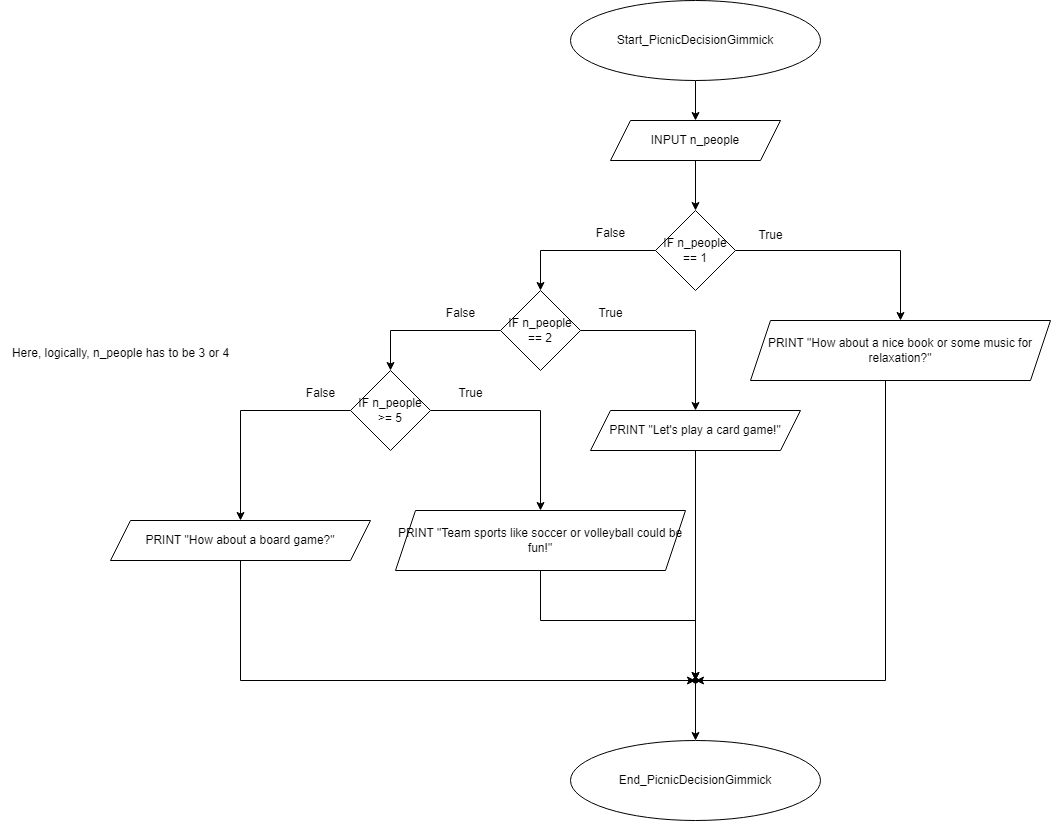 Start_PicnicDecisionGimmick
INPUT n_people
False
True
IF n_people
== 1
False
True
IF n_people
== 2
PRINT "How about a nice book or some music for
relaxation?"
Here, logically, n_people has to be 3 or 4
False
True
IF n_people
>= 5
PRINT "Let's play a card game!"
PRINT "How about a board game?"
PRINT "Team sports like soccer or volleyball could be
fun!"
End_PicnicDecisionGimmick